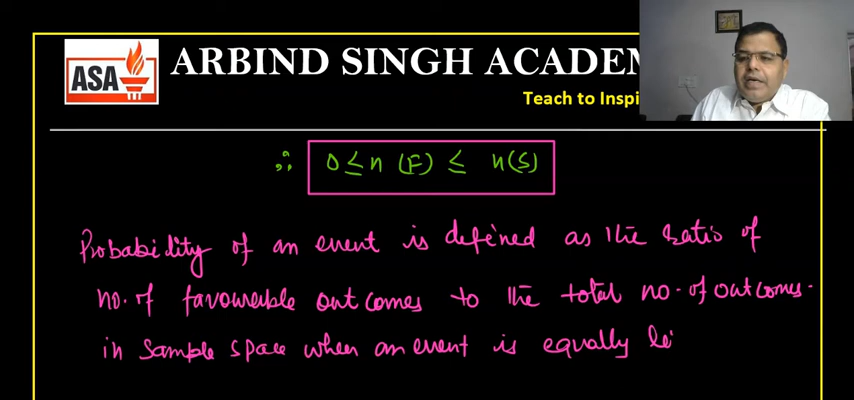 ASA
ARBIND SINGH ACADEM
Teach to Inspi
∴ 0 ≤ n (F) ≤ n(S)
Probability of an event is defined as the ratio of
no. of favourable outcomes to the total no. of outcomes.
in sample space when an event is equally li